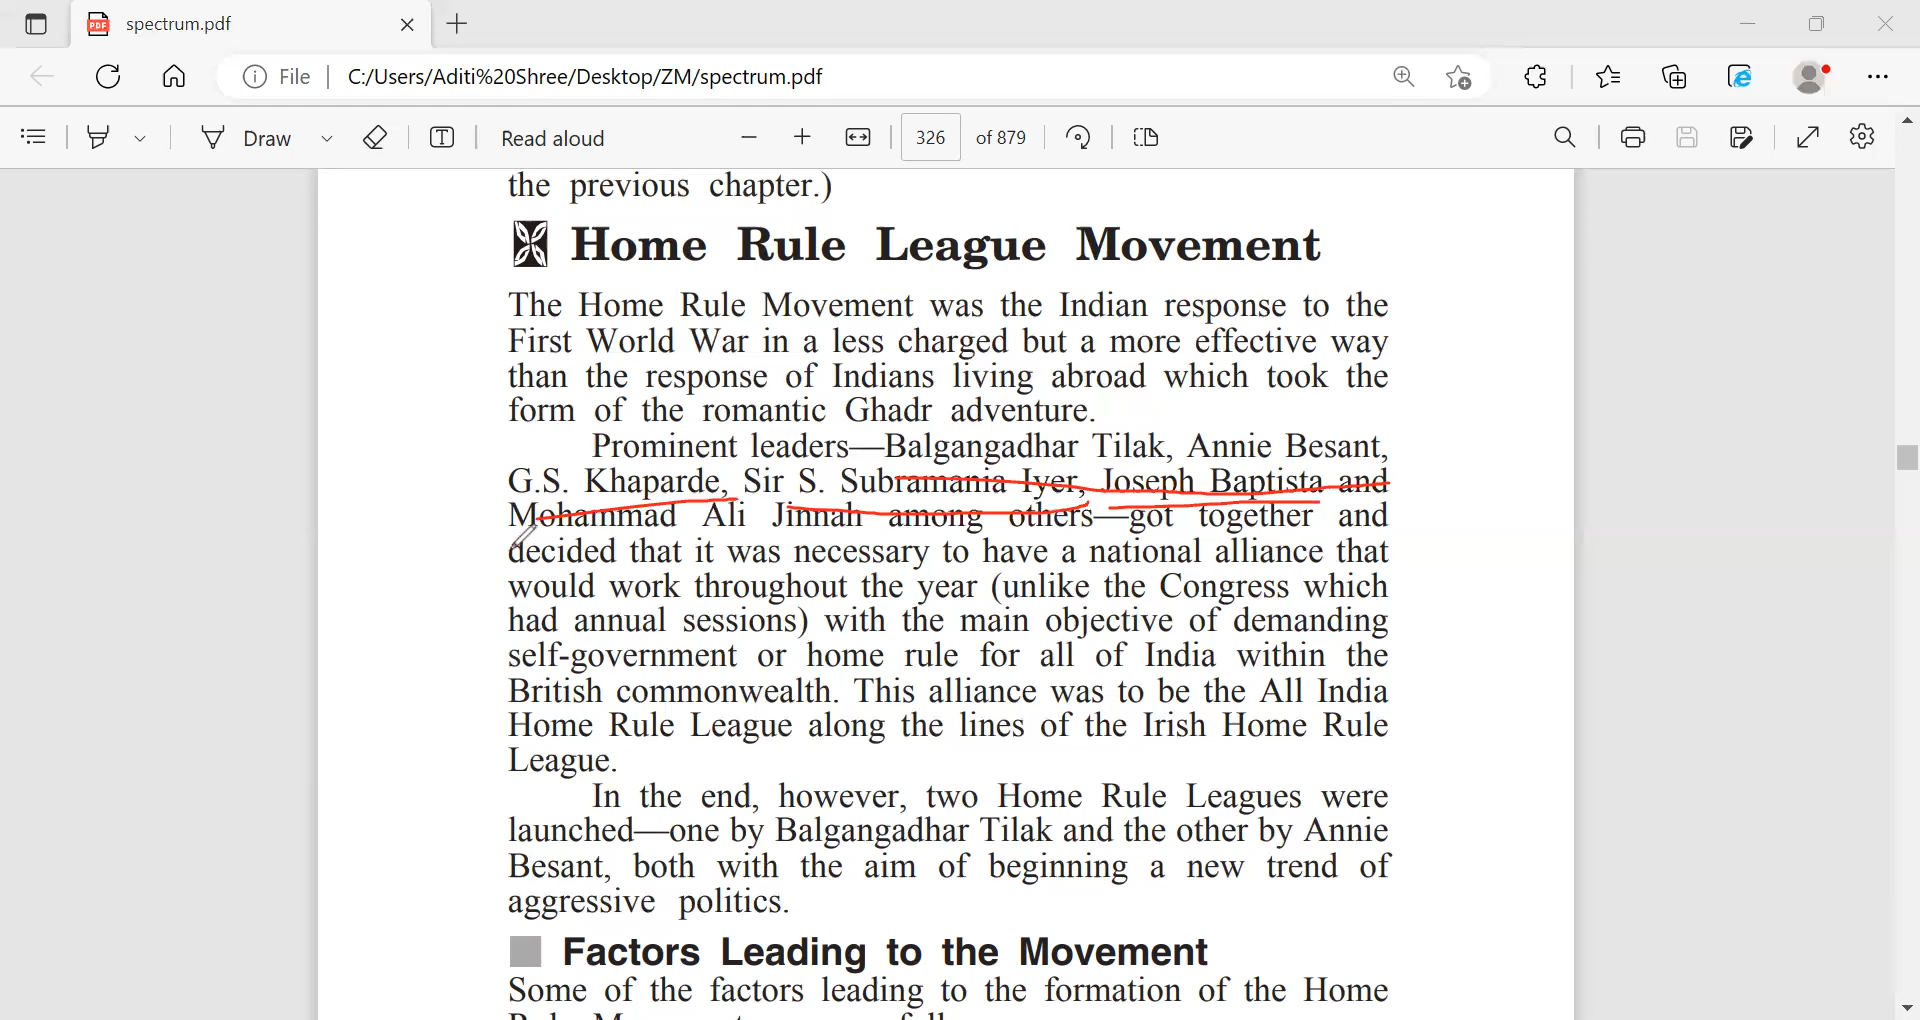 spectrum.pdf
File C:/Users/Aditi%20Shree/Desktop/ZM/spectrum.pdf
Draw Read aloud 326 of 879
the previous chapter.)
Home Rule League Movement
The Home Rule Movement was the Indian response to the
First World War in a less charged but a more effective way
than the response of Indians living abroad which took the
form of the romantic Ghadr adventure.
Prominent leaders—Balgangadhar Tilak, Annie Besant,
G.S. Khaparde, Sir S. Subramania Iyer, Joseph Baptista and
Mohammad Ali Jinnah among others—got together and
decided that it was necessary to have a national alliance that
would work throughout the year (unlike the Congress which
had annual sessions) with the main objective of demanding
self-government or home rule for all of India within the
British commonwealth. This alliance was to be the All India
Home Rule League along the lines of the Irish Home Rule
League.
In the end, however, two Home Rule Leagues were
launched—one by Balgangadhar Tilak and the other by Annie
Besant, both with the aim of beginning a new trend of
aggressive politics.
Factors Leading to the Movement
Some of the factors leading to the formation of the Home